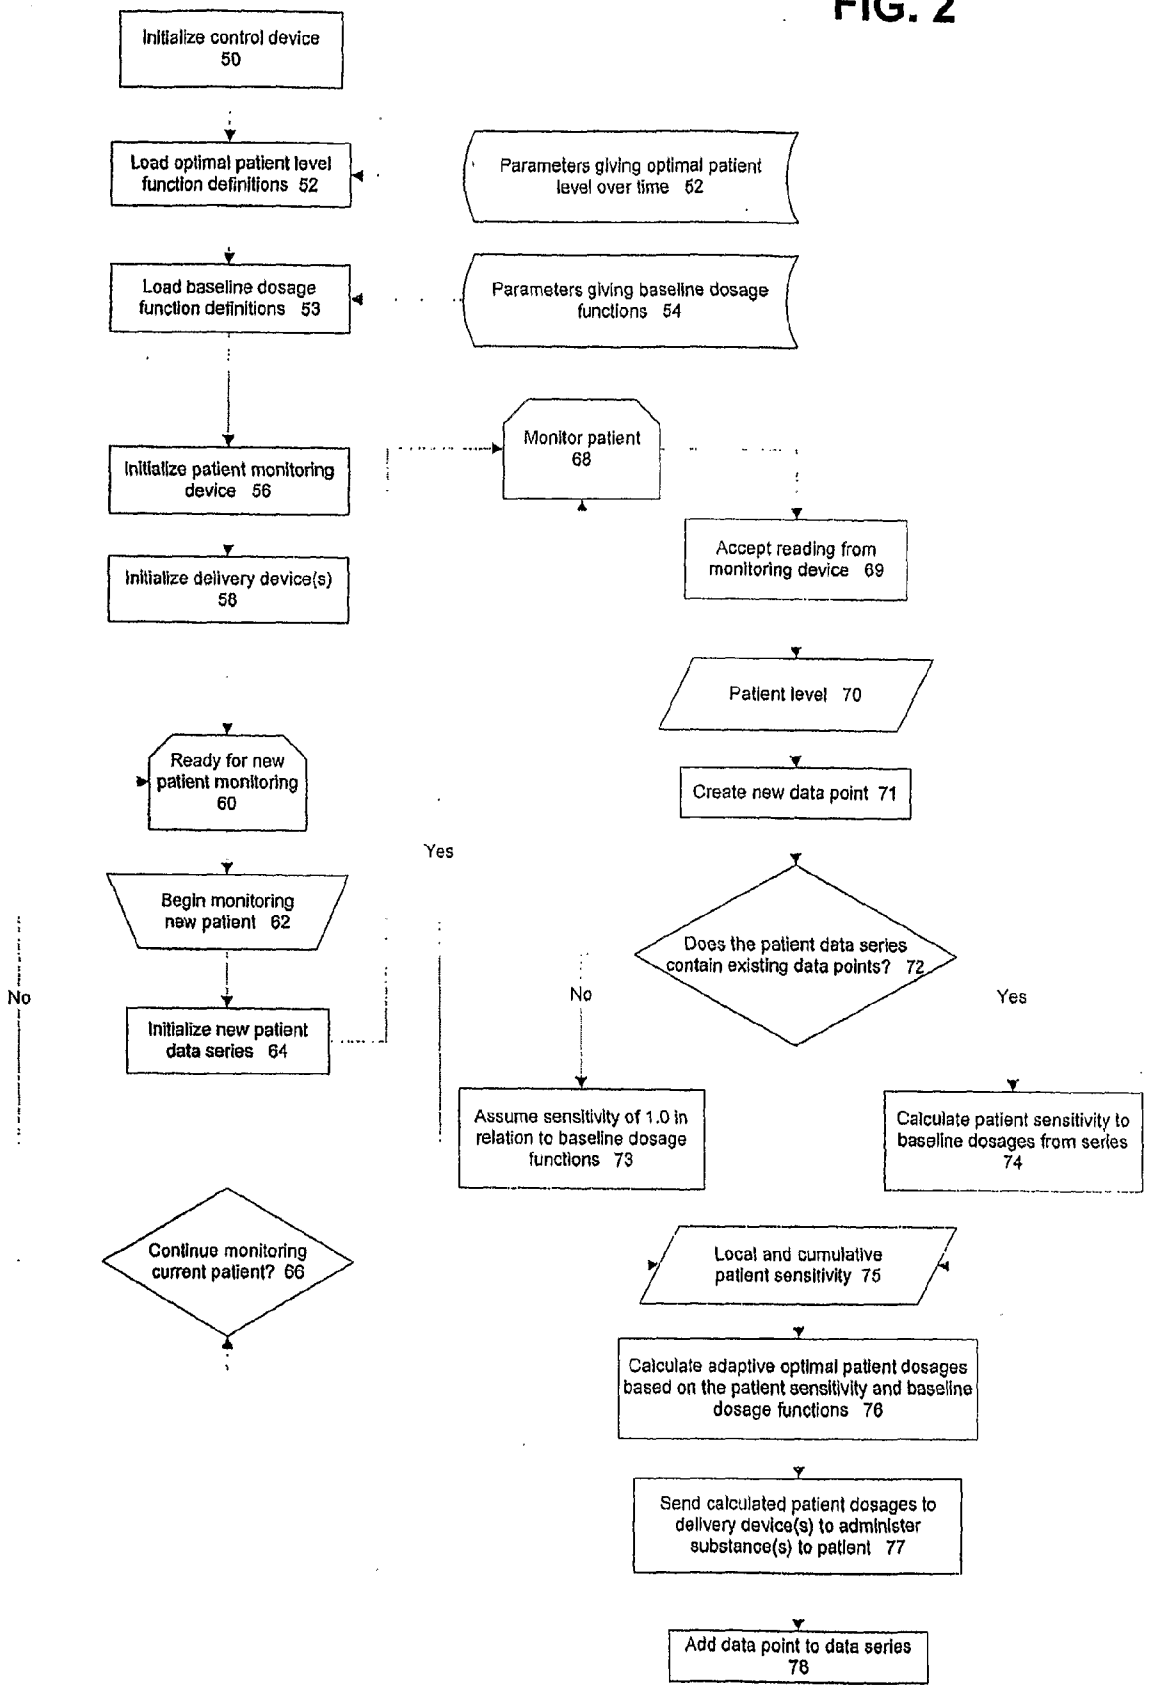 FIG. 2
Initialize control device
50
Load optimal patient level
function definitions 52
Parameters giving optimal patient
level over time 52
Load baseline dosage
function definitions 53
Parameters giving baseline dosage
functions 54
Initialize patient monitoring
device 56
Monitor patient
68
Accept reading from
monitoring device 69
Initialize delivery device(s)
58
Patient level 70
Ready for new
patient monitoring
60
Create new data point 71
Yes
Begin monitoring
new patient 62
Does the patient data series
contain existing data points? 72
No
No
Yes
Initialize new patient
data series 64
Assume sensitivity of 1.0 in
relation to baseline dosage
functions 73
Calculate patient sensitivity to
baseline dosages from series
74
Continue monitoring
current patient? 66
Local and cumulative
patient sensitivity 75
Calculate adaptive optimal patient dosages
based on the patient sensitivity and baseline
dosage functions 76
Send calculated patient dosages to
delivery device(s) to administer
substance(s) to patient 77
Add data point to data series
78